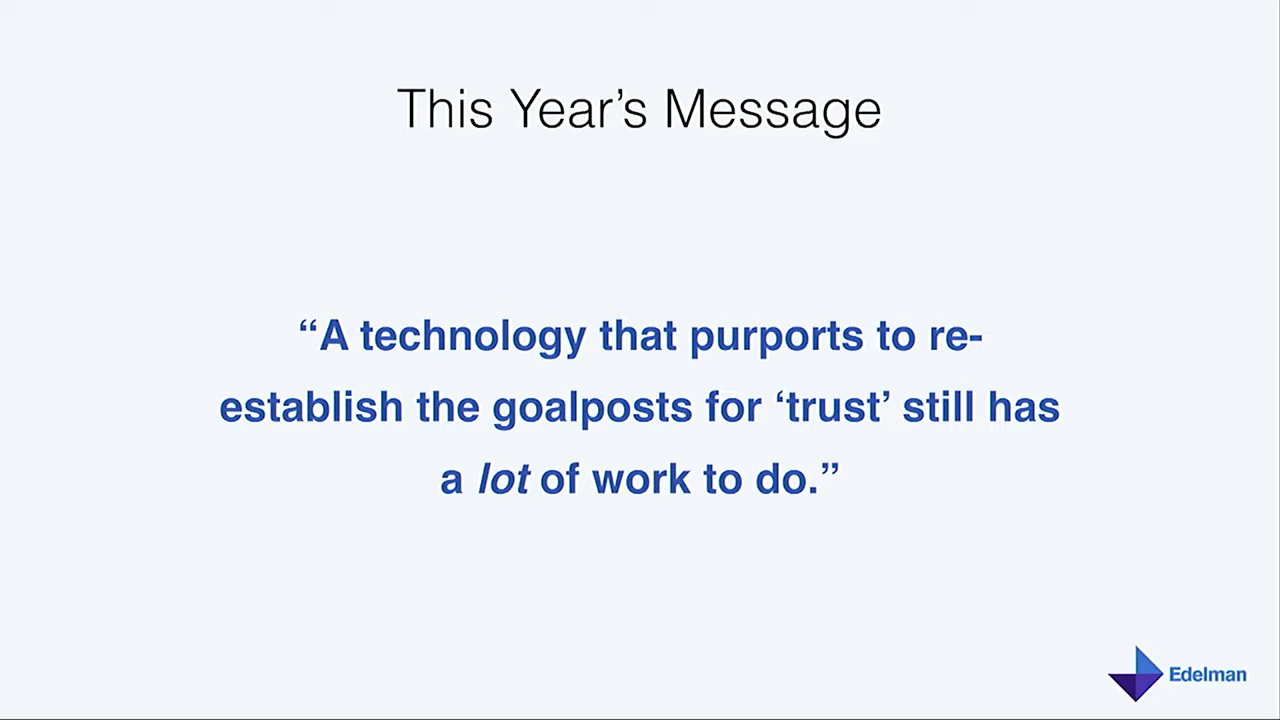 This Year’s Message
“A technology that purports to re-
establish the goalposts for ‘trust’ still has
a lot of work to do.”
Edelman